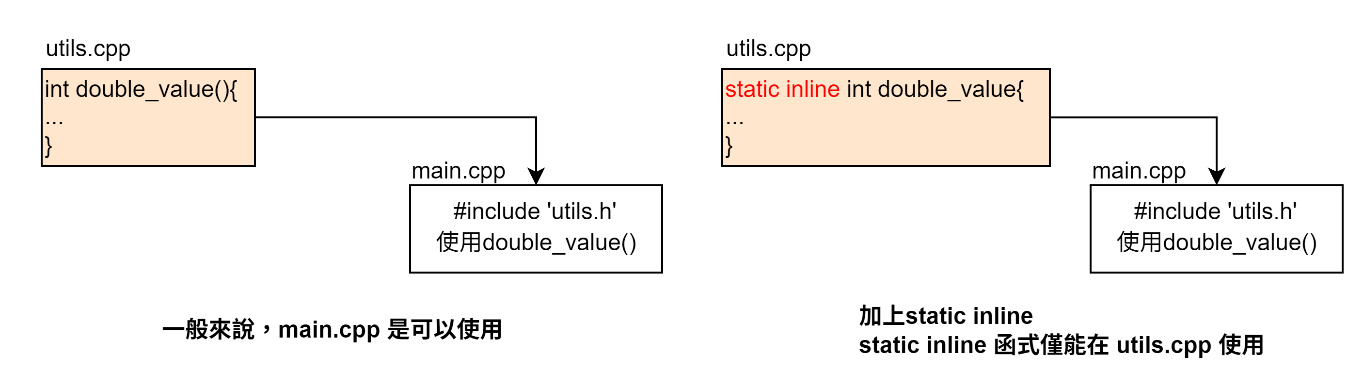 utils.cpp
int double_value(){
...
}
main.cpp
#include 'utils.h'
使用double_value()
一般來說，main.cpp 是可以使用
utils.cpp
static inline int double_value{
...
}
main.cpp
#include 'utils.h'
使用double_value()
加上static inline
static inline 函式僅能在 utils.cpp 使用